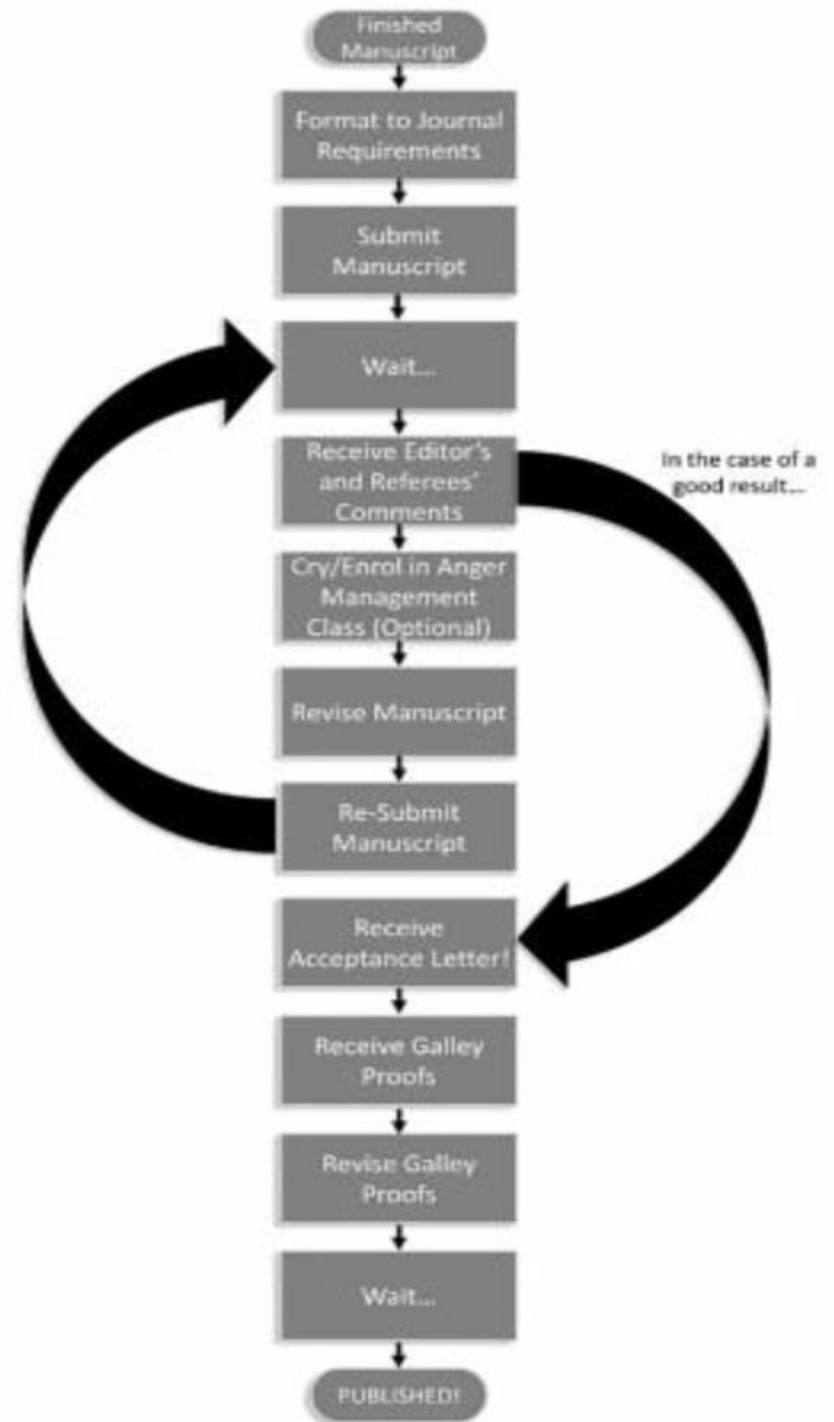 Finished
Manuscript
Format to Journal
Requirements
Submit
Manuscript
Wait...
Receive Editor's
and Referees'
Comments
In the case of a
good result...
Cry/Enrol in Anger
Management
Class (Optional)
Revise Manuscript
Re-Submit
Manuscript
Receive
Acceptance Letter!
Receive Galley
Proofs
Revise Galley
Proofs
Wait...
PUBLISHED!